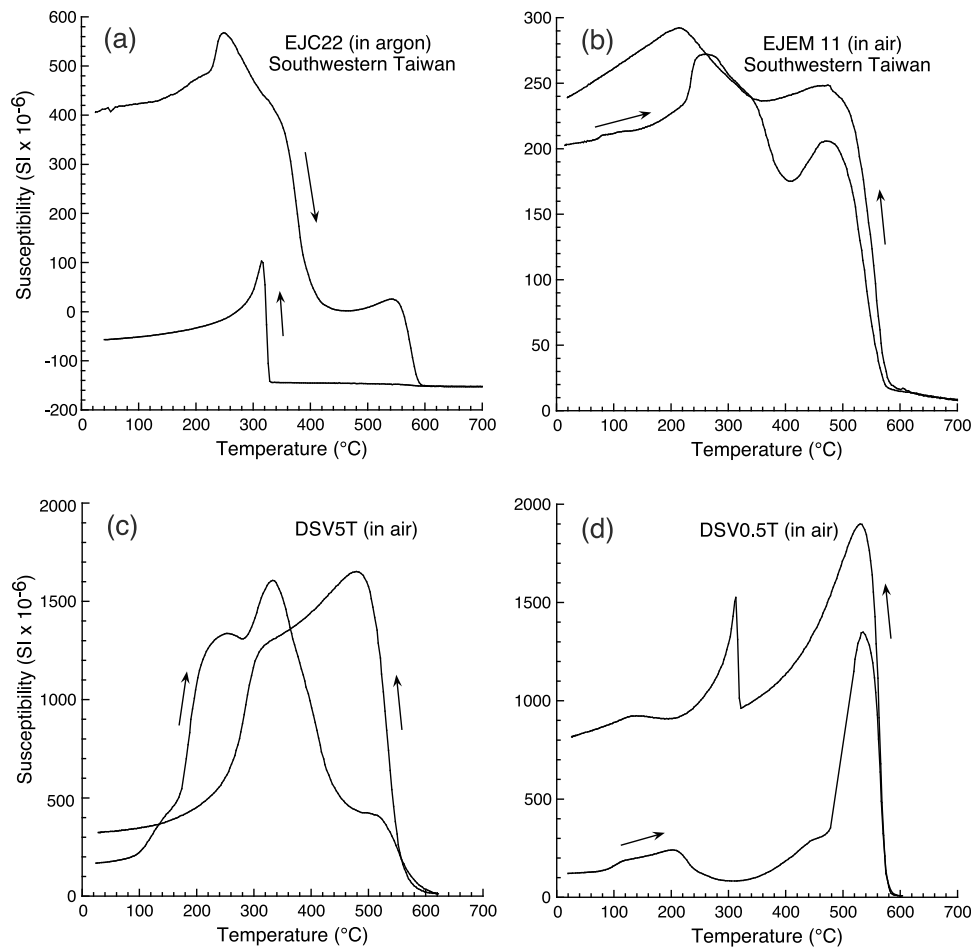 (a)
EJC22 (in argon)
Southwestern Taiwan
Susceptibility (SI x 10-6)
600
500
400
300
200
100
0
-100
-200
0 100 200 300 400 500 600 700
Temperature (°C)
(b)
EJEM 11 (in air)
Southwestern Taiwan
300
250
200
150
100
50
0
0 100 200 300 400 500 600 700
Temperature (°C)
(c)
DSV5T (in air)
Susceptibility (SI x 10-6)
2000
1500
1000
500
0
0 100 200 300 400 500 600 700
Temperature (°C)
(d)
DSV0.5T (in air)
2000
1500
1000
500
0
0 100 200 300 400 500 600 700
Temperature (°C)